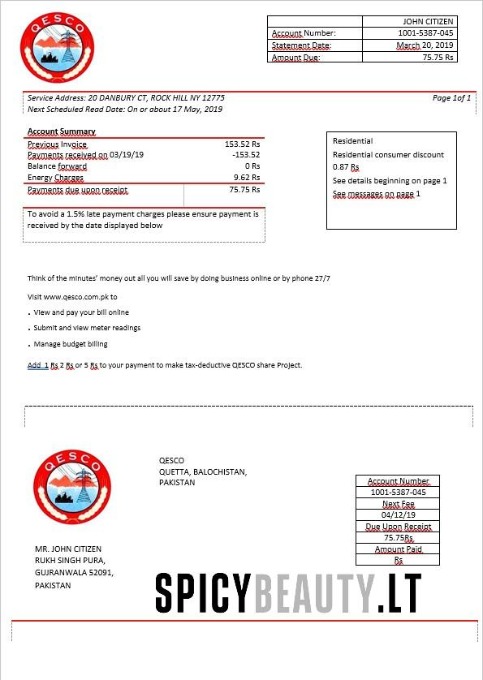 QESCO
JOHN CITIZEN
Account Number: 1001-5387-045
Statement Date: March 20, 2019
Amount Due: 75.75 Rs
Service Address: 20 DANBURY CT, ROCK HILL NY 12775 Page 1of 1
Next Scheduled Read Date: On or about 17 May, 2019
Account Summary
Previous Invoice 153.52 Rs
Payments received on 03/19/19 -153.52
Balance forward 0 Rs
Energy Charges 9.62 Rs
Payments due upon receipt 75.75 Rs
To avoid a 1.5% late payment charges please ensure payment is
received by the date displayed below
Residential
Residential consumer discount
0.87 Rs
See details beginning on page 1
See messages on page 1
Think of the minutes' money out all you will save by doing business online or by phone 27/7
Visit www.qesco.com.pk to
. View and pay your bill online
. Submit and view meter readings
. Manage budget billing
Add 1 Rs 2 Rs or 5 Rs to your payment to make tax-deductive QESCO share Project.
QESCO
QESCO
QUETTA, BALOCHISTAN,
PAKISTAN
Account Number
1001-5387-045
Next Fee
04/12/19
Due Upon Receipt
75.75Rs
Amount Paid
Rs
MR. JOHN CITIZEN
RUKH SINGH PURA,
GUJRANWALA 52091,
PAKISTAN
SPICYBEAUTY.LT